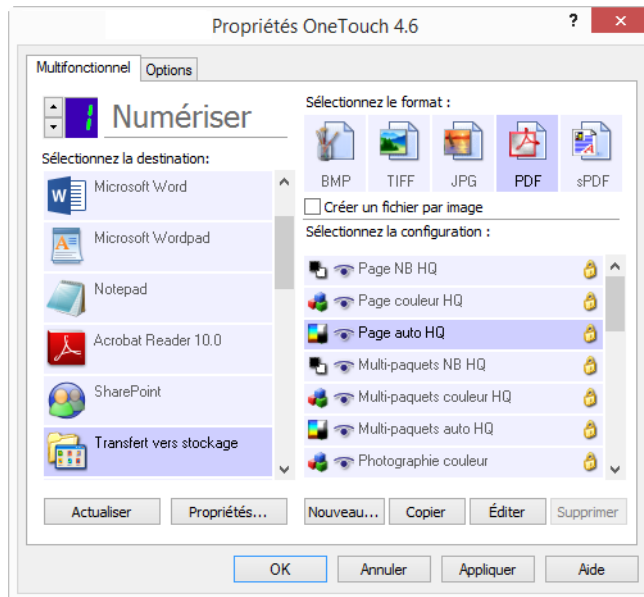 Propriétés OneTouch 4.6
?
×
Multifonctionnel
Options
1
Numériser
Sélectionnez la destination:
Microsoft Word
Microsoft Wordpad
Notepad
Acrobat Reader 10.0
SharePoint
Transfert vers stockage
Actualiser
Propriétés...
Sélectionnez le format :
BMP
TIFF
JPG
PDF
sPDF
Créer un fichier par image
Sélectionnez la configuration :
Page NB HQ
Page couleur HQ
Page auto HQ
Multi-paquets NB HQ
Multi-paquets couleur HQ
Multi-paquets auto HQ
Photographie couleur
Nouveau...
Copier
Éditer
Supprimer
OK
Annuler
Appliquer
Aide